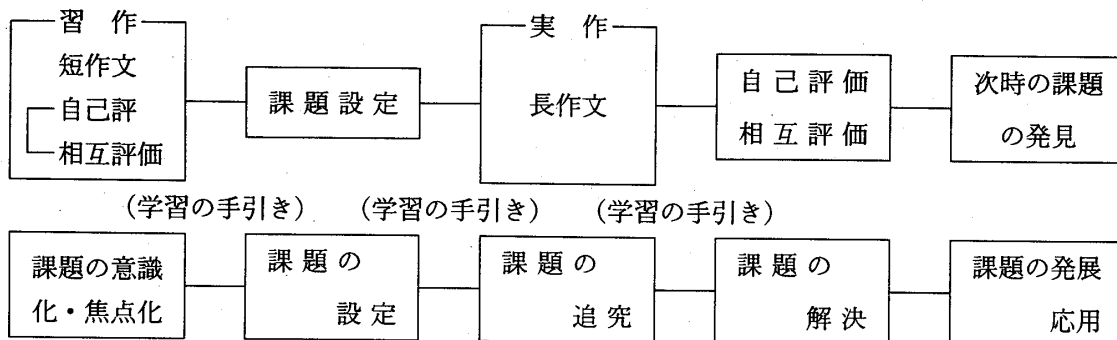 習 作
短作文
自己評
相互評価
課題設定
実 作
長作文
自己評価
相互評価
次時の課題
の発見
(学習の手引き) (学習の手引き) (学習の手引き)
課題の意識
化・焦点化
課題の
設定
課題の
追究
課題の
解決
課題の発展
応用